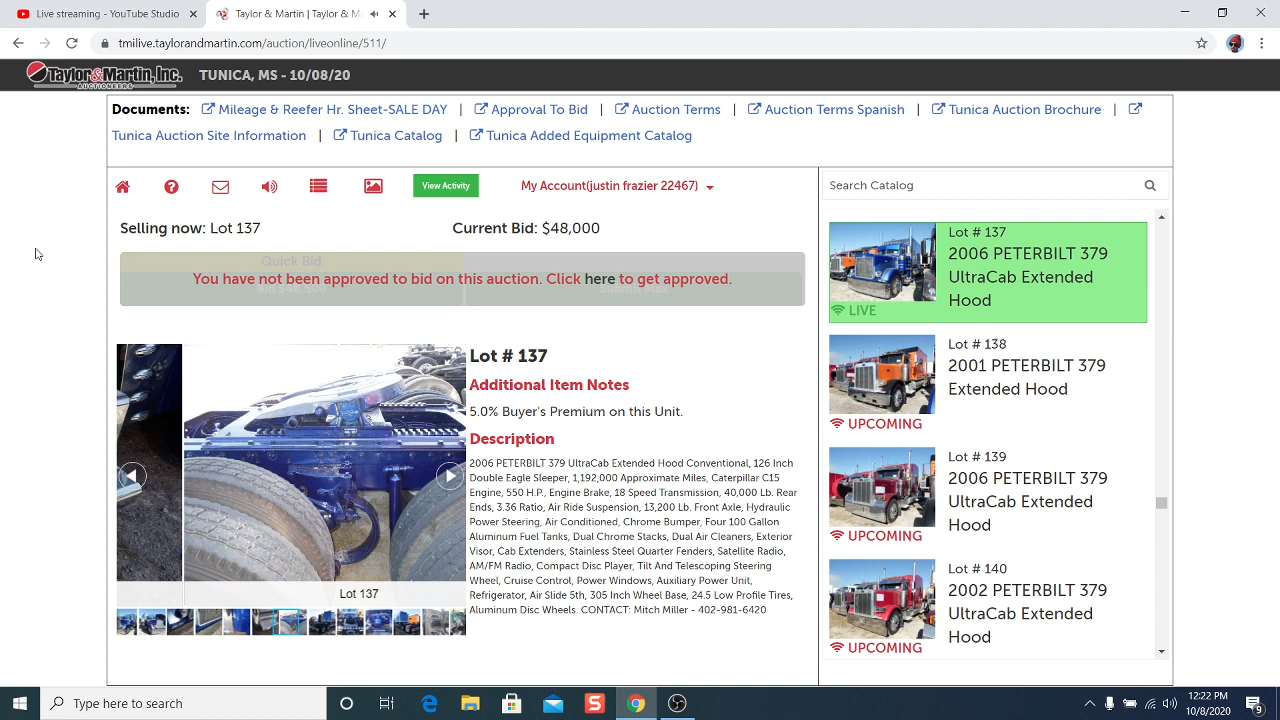 Live streaming - YouTube Studio
Taylor & Martin | Taylor & M
tmlive.taylorandmartin.com/auction/liveonline/511/
Taylor & Martin, Inc.
AUCTIONEERS
TUNICA, MS - 10/08/20
Documents: Mileage & Reefer Hr. Sheet-SALE DAY | Approval To Bid | Auction Terms | Auction Terms Spanish | Tunica Auction Brochure |
Tunica Auction Site Information | Tunica Catalog | Tunica Added Equipment Catalog
View Activity
My Account(justin frazier 22467)
Selling now: Lot 137
Current Bid: $48,000
Quick Bid
You have not been approved to bid on this auction. Click here to get approved.
Lot 137
Lot # 137
Additional Item Notes
5.0% Buyer's Premium on this Unit.
Description
2006 PETERBILT 379 UltraCab Extended Hood Conventional, 126 Inch
Double Eagle Sleeper, 1,192,000 Approximate Miles, Caterpillar C15
Engine, 550 H.P., Engine Brake, 18 Speed Transmission, 40,000 Lb. Rear
Ends, 3.36 Ratio, Air Ride Suspension, 13,200 Lb. Front Axle, Hydraulic
Power Steering, Air Conditioned, Chrome Bumper, Four 100 Gallon
Aluminum Fuel Tanks, Dual Chrome Stacks, Dual Air Cleaners, Exterior
Visor, Cab Extenders, Stainless Steel Quarter Fenders, Satellite Radio,
AM/FM Radio, Compact Disc Player, Tilt And Telescoping Steering
Wheel, Cruise Control, Power Windows, Auxiliary Power Unit,
Refrigerator, Air Slide 5th, 305 Inch Wheel Base, 24.5 Low Profile Tires,
Aluminum Disc Wheels. CONTACT: Mitch Miller - 402-981-6420
Search Catalog
Lot # 137
2006 PETERBILT 379
UltraCab Extended
Hood
LIVE
Lot # 138
2001 PETERBILT 379
Extended Hood
UPCOMING
Lot # 139
2006 PETERBILT 379
UltraCab Extended
Hood
UPCOMING
Lot # 140
2002 PETERBILT 379
UltraCab Extended
Hood
UPCOMING
Type here to search
12:22 PM
10/8/2020
9